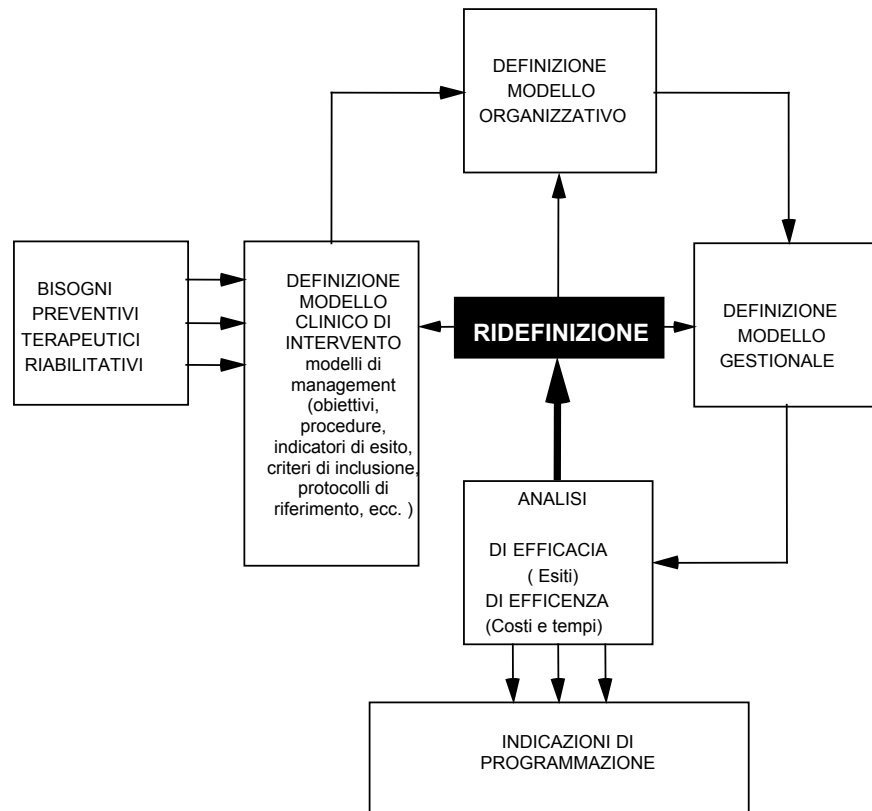 DEFINIZIONE
MODELLO
ORGANIZZATIVO
BISOGNI
PREVENTIVI
TERAPEUTICI
RIABILITATIVI
DEFINIZIONE
MODELLO
CLINICO DI
INTERVENTO
modelli di
management
(obiettivi,
procedure,
indicatori di esito,
criteri di inclusione,
protocolli di
riferimento, ecc. )
RIDEFINIZIONE
DEFINIZIONE
MODELLO
GESTIONALE
ANALISI
DI EFFICACIA
( Esiti)
DI EFFICENZA
(Costi e tempi)
INDICAZIONI DI
PROGRAMMAZIONE